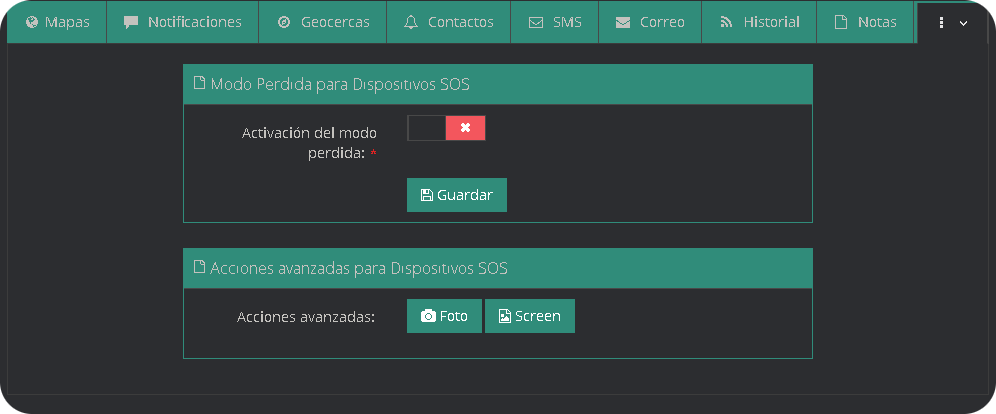 Mapas Notificaciones Geocercas Contactos SMS Correo Historial Notas
Modo Perdida para Dispositivos SOS
Activación del modo
perdida: *
Guardar
Acciones avanzadas para Dispositivos SOS
Acciones avanzadas: Foto Screen